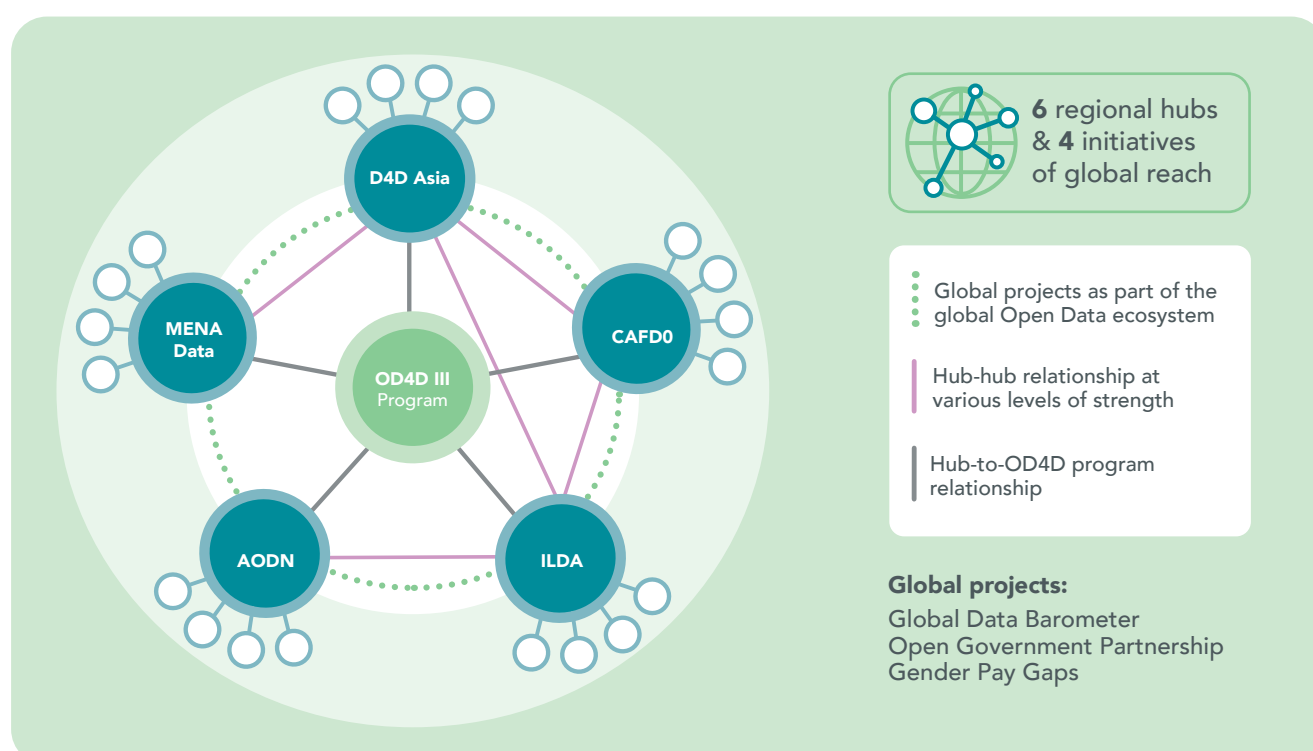 D4D Asia
MENA
Data
CAFD0
OD4D III
Program
AODN
ILDA
6 regional hubs
& 4 initiatives
of global reach
Global projects as part of the
global Open Data ecosystem
Hub-hub relationship at
various levels of strength
Hub-to-OD4D program
relationship
Global projects:
Global Data Barometer
Open Government Partnership
Gender Pay Gaps